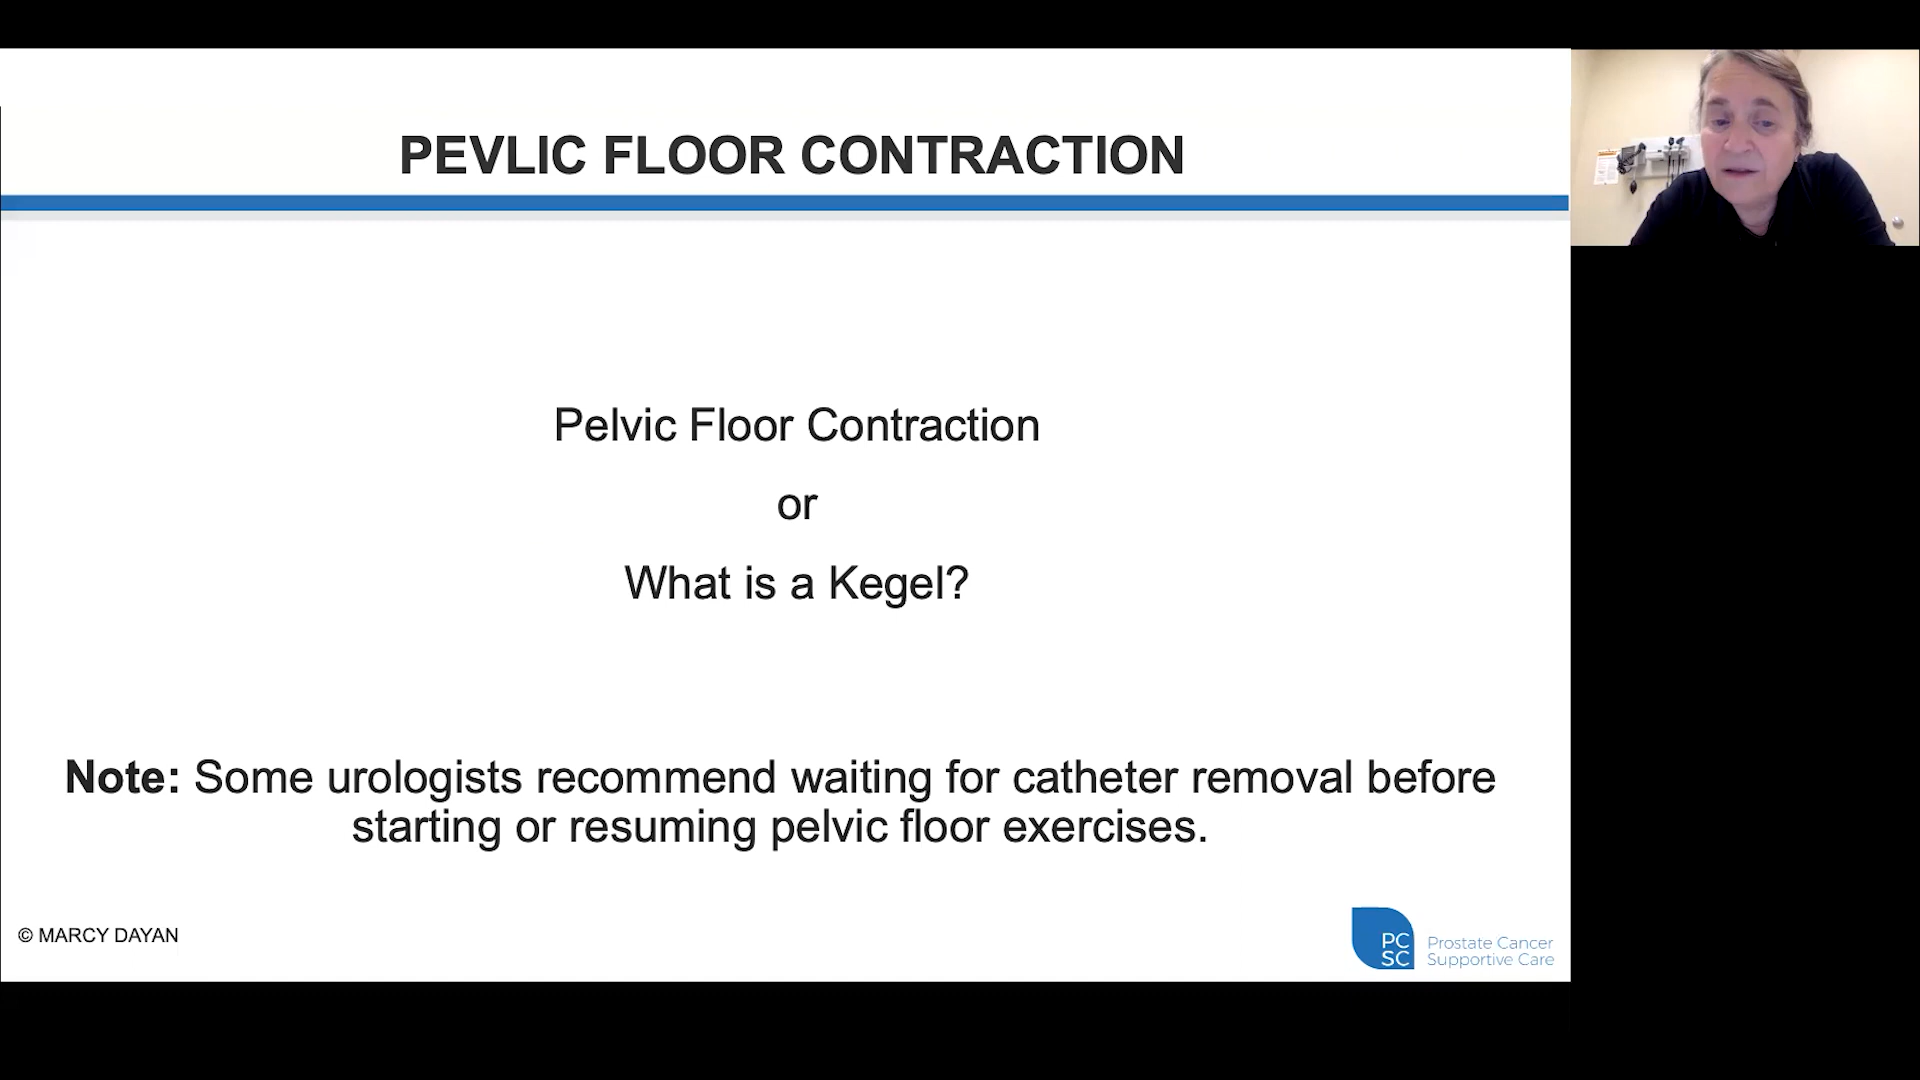 PEVLIC FLOOR CONTRACTION
Pelvic Floor Contraction
or
What is a Kegel?
Note: Some urologists recommend waiting for catheter removal before
starting or resuming pelvic floor exercises.
© MARCY DAYAN
PC
SC
Prostate Cancer
Supportive Care